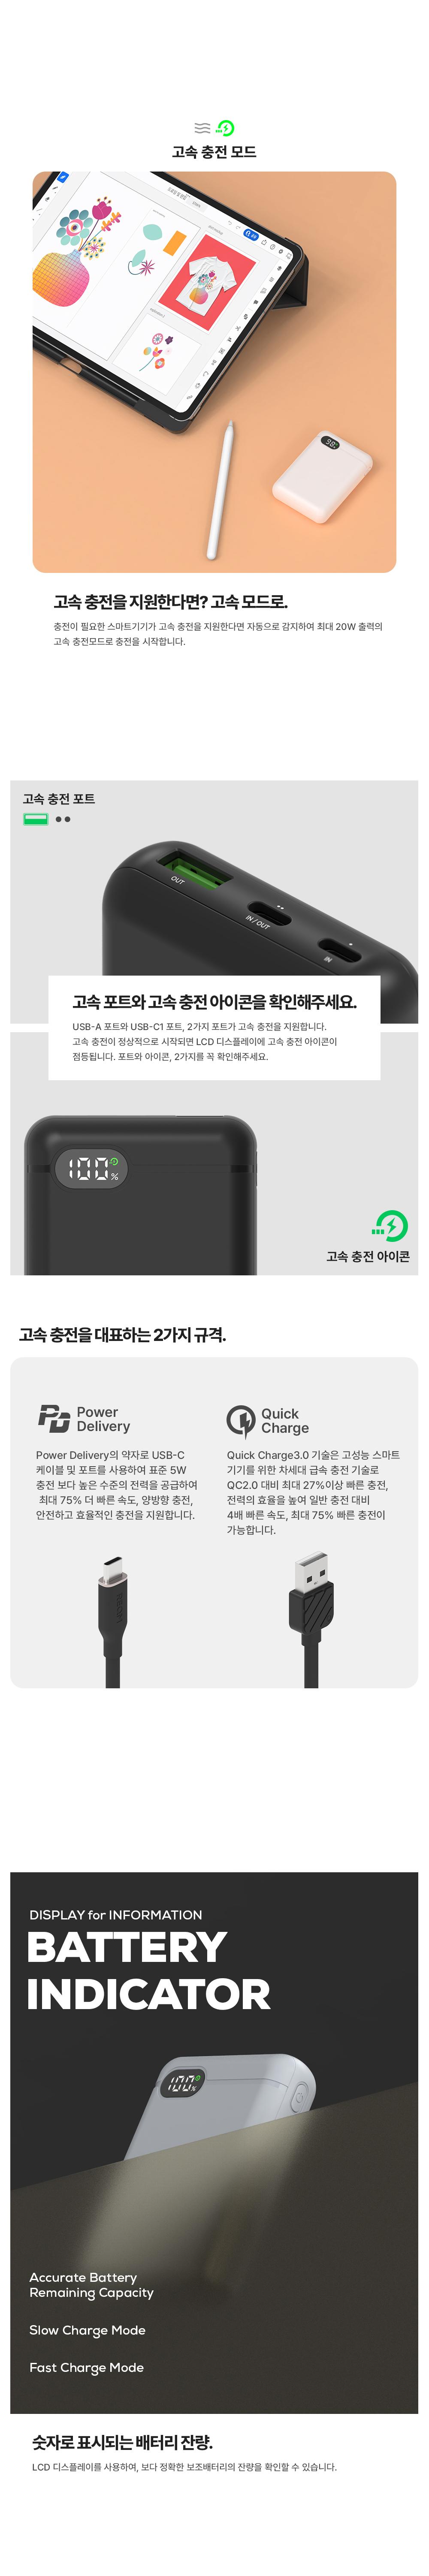 고속 충전 모드
90%
고속 충전을 지원한다면? 고속 모드로.
충전이 필요한 스마트기기가 고속 충전을 지원한다면 자동으로 감지하여 최대 20W 출력의
고속 충전모드로 충전을 시작합니다.
고속 충전 포트
OUT
IN / OUT
IN
고속 포트와 고속 충전 아이콘을 확인해주세요.
USB-A 포트와 USB-C1 포트, 2가지 포트가 고속 충전을 지원합니다.
고속 충전이 정상적으로 시작되면 LCD 디스플레이에 고속 충전 아이콘이
점등됩니다. 포트와 아이콘, 2가지를 꼭 확인해주세요.
100%
고속 충전 아이콘
고속 충전을 대표하는 2가지 규격.
PD Power
Delivery
Power Delivery의 약자로 USB-C
케이블 및 포트를 사용하여 표준 5W
충전 보다 높은 수준의 전력을 공급하여
최대 75% 더 빠른 속도, 양방향 충전,
안전하고 효율적인 충전을 지원합니다.
Quick
Charge
Quick Charge3.0 기술은 고성능 스마트
기기를 위한 차세대 급속 충전 기술로
QC2.0 대비 최대 27%이상 빠른 충전,
전력의 효율을 높여 일반 충전 대비
4배 빠른 속도, 최대 75% 빠른 충전이
가능합니다.
DISPLAY for INFORMATION
BATTERY
INDICATOR
100%
Accurate Battery
Remaining Capacity
Slow Charge Mode
Fast Charge Mode
숫자로 표시되는 배터리 잔량.
LCD 디스플레이를 사용하여, 보다 정확한 보조배터리의 잔량을 확인할 수 있습니다.